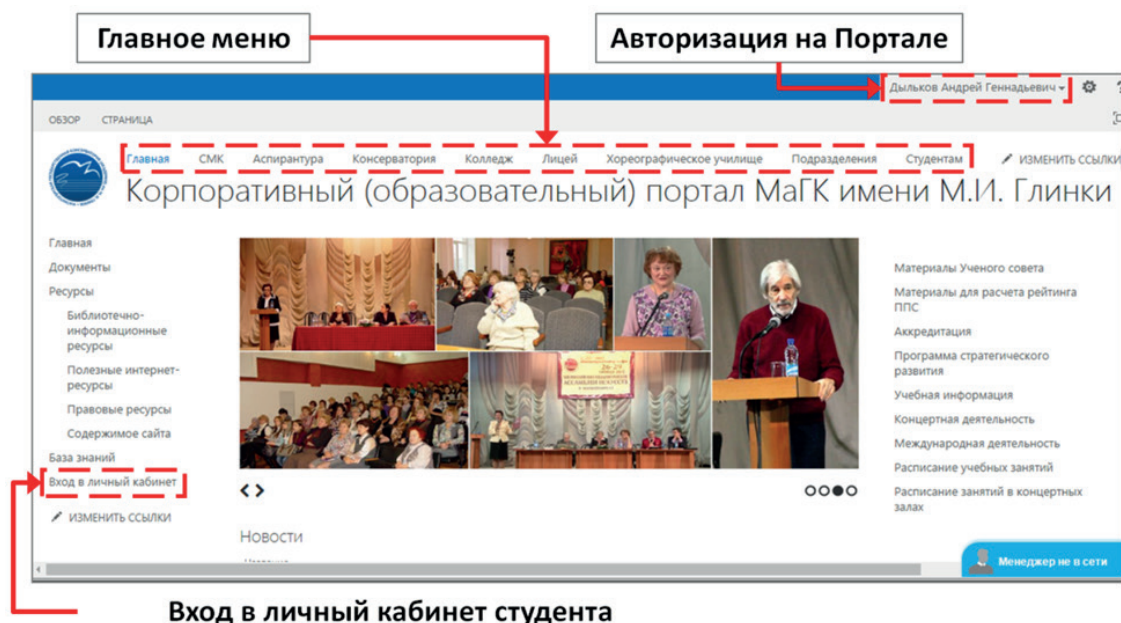 Главное меню
Авторизация на Портале
Дыльков Андрей Геннадьевич
?
ОБЗОР СТРАНИЦА
Главная СМК Аспирантура Консерватория Колледж Лицей Хореографическое училище Подразделения Студентам ИЗМЕНИТЬ ССЫЛКИ
Корпоративный (образовательный) портал МаГК имени М.И. Глинки
Главная
Документы
Ресурсы
Библиотечно-
информационные
ресурсы
Полезные интернет-
ресурсы
Правовые ресурсы
Содержимое сайта
База знаний
Вход в личный кабинет
ИЗМЕНИТЬ ССЫЛКИ
Материалы Ученого совета
Материалы для расчета рейтинга
ППС
Аккредитация
Программа стратегического
развития
Учебная информация
Концертная деятельность
Международная деятельность
Расписание учебных занятий
Расписание занятий в концертных
залах
Новости
Менеджер не в сети
Вход в личный кабинет студента